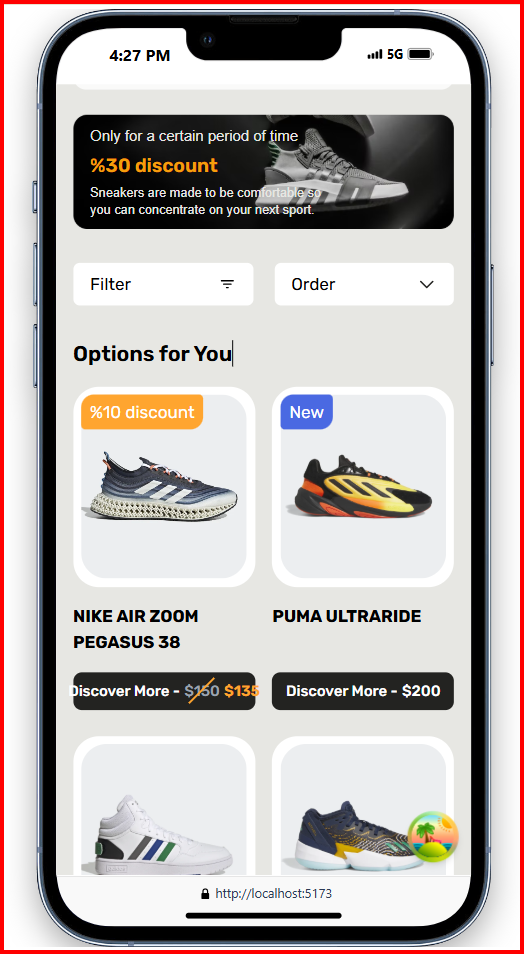 4:27 PM
5G
Only for a certain period of time
%30 discount
Sneakers are made to be comfortable so
you can concentrate on your next sport.
Filter
Order
Options for You
%10 discount
New
NIKE AIR ZOOM
PEGASUS 38
PUMA ULTRARIDE
Discover More - $150 $135
Discover More - $200
http://localhost:5173